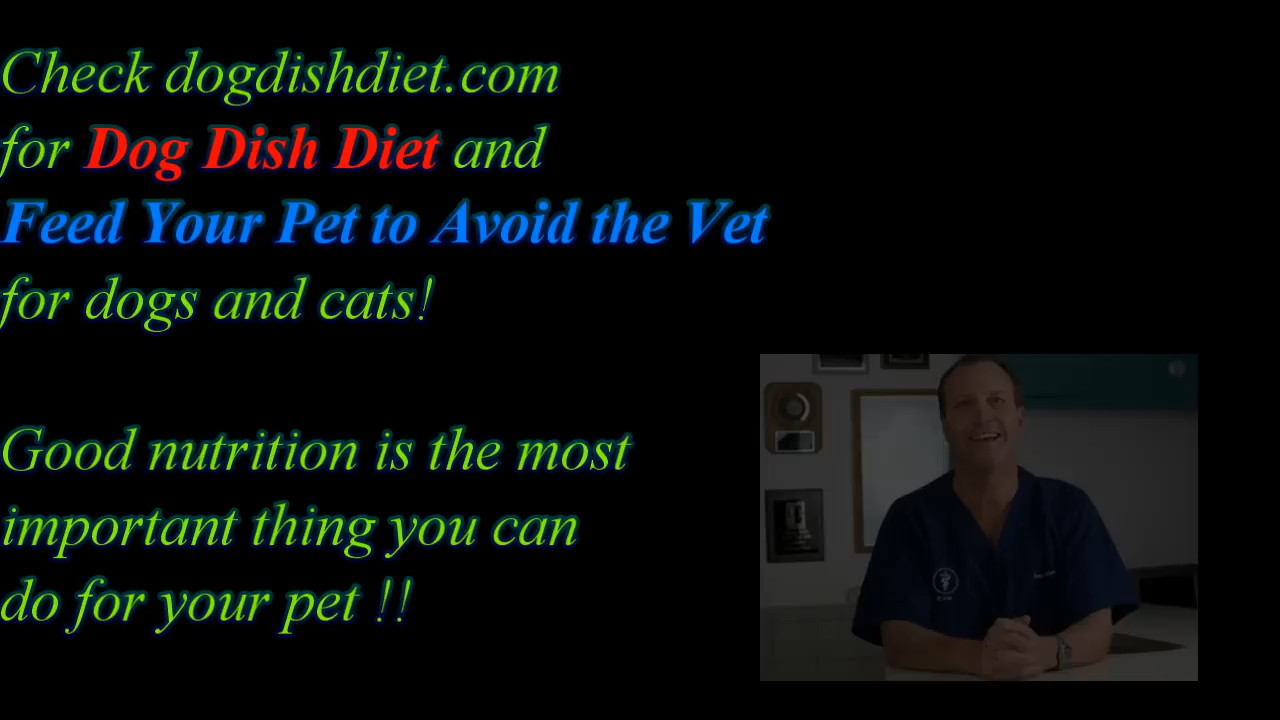 Check dogdishdiet.com
for Dog Dish Diet and
Feed Your Pet to Avoid the Vet
for dogs and cats!
Good nutrition is the most
important thing you can
do for your pet !!